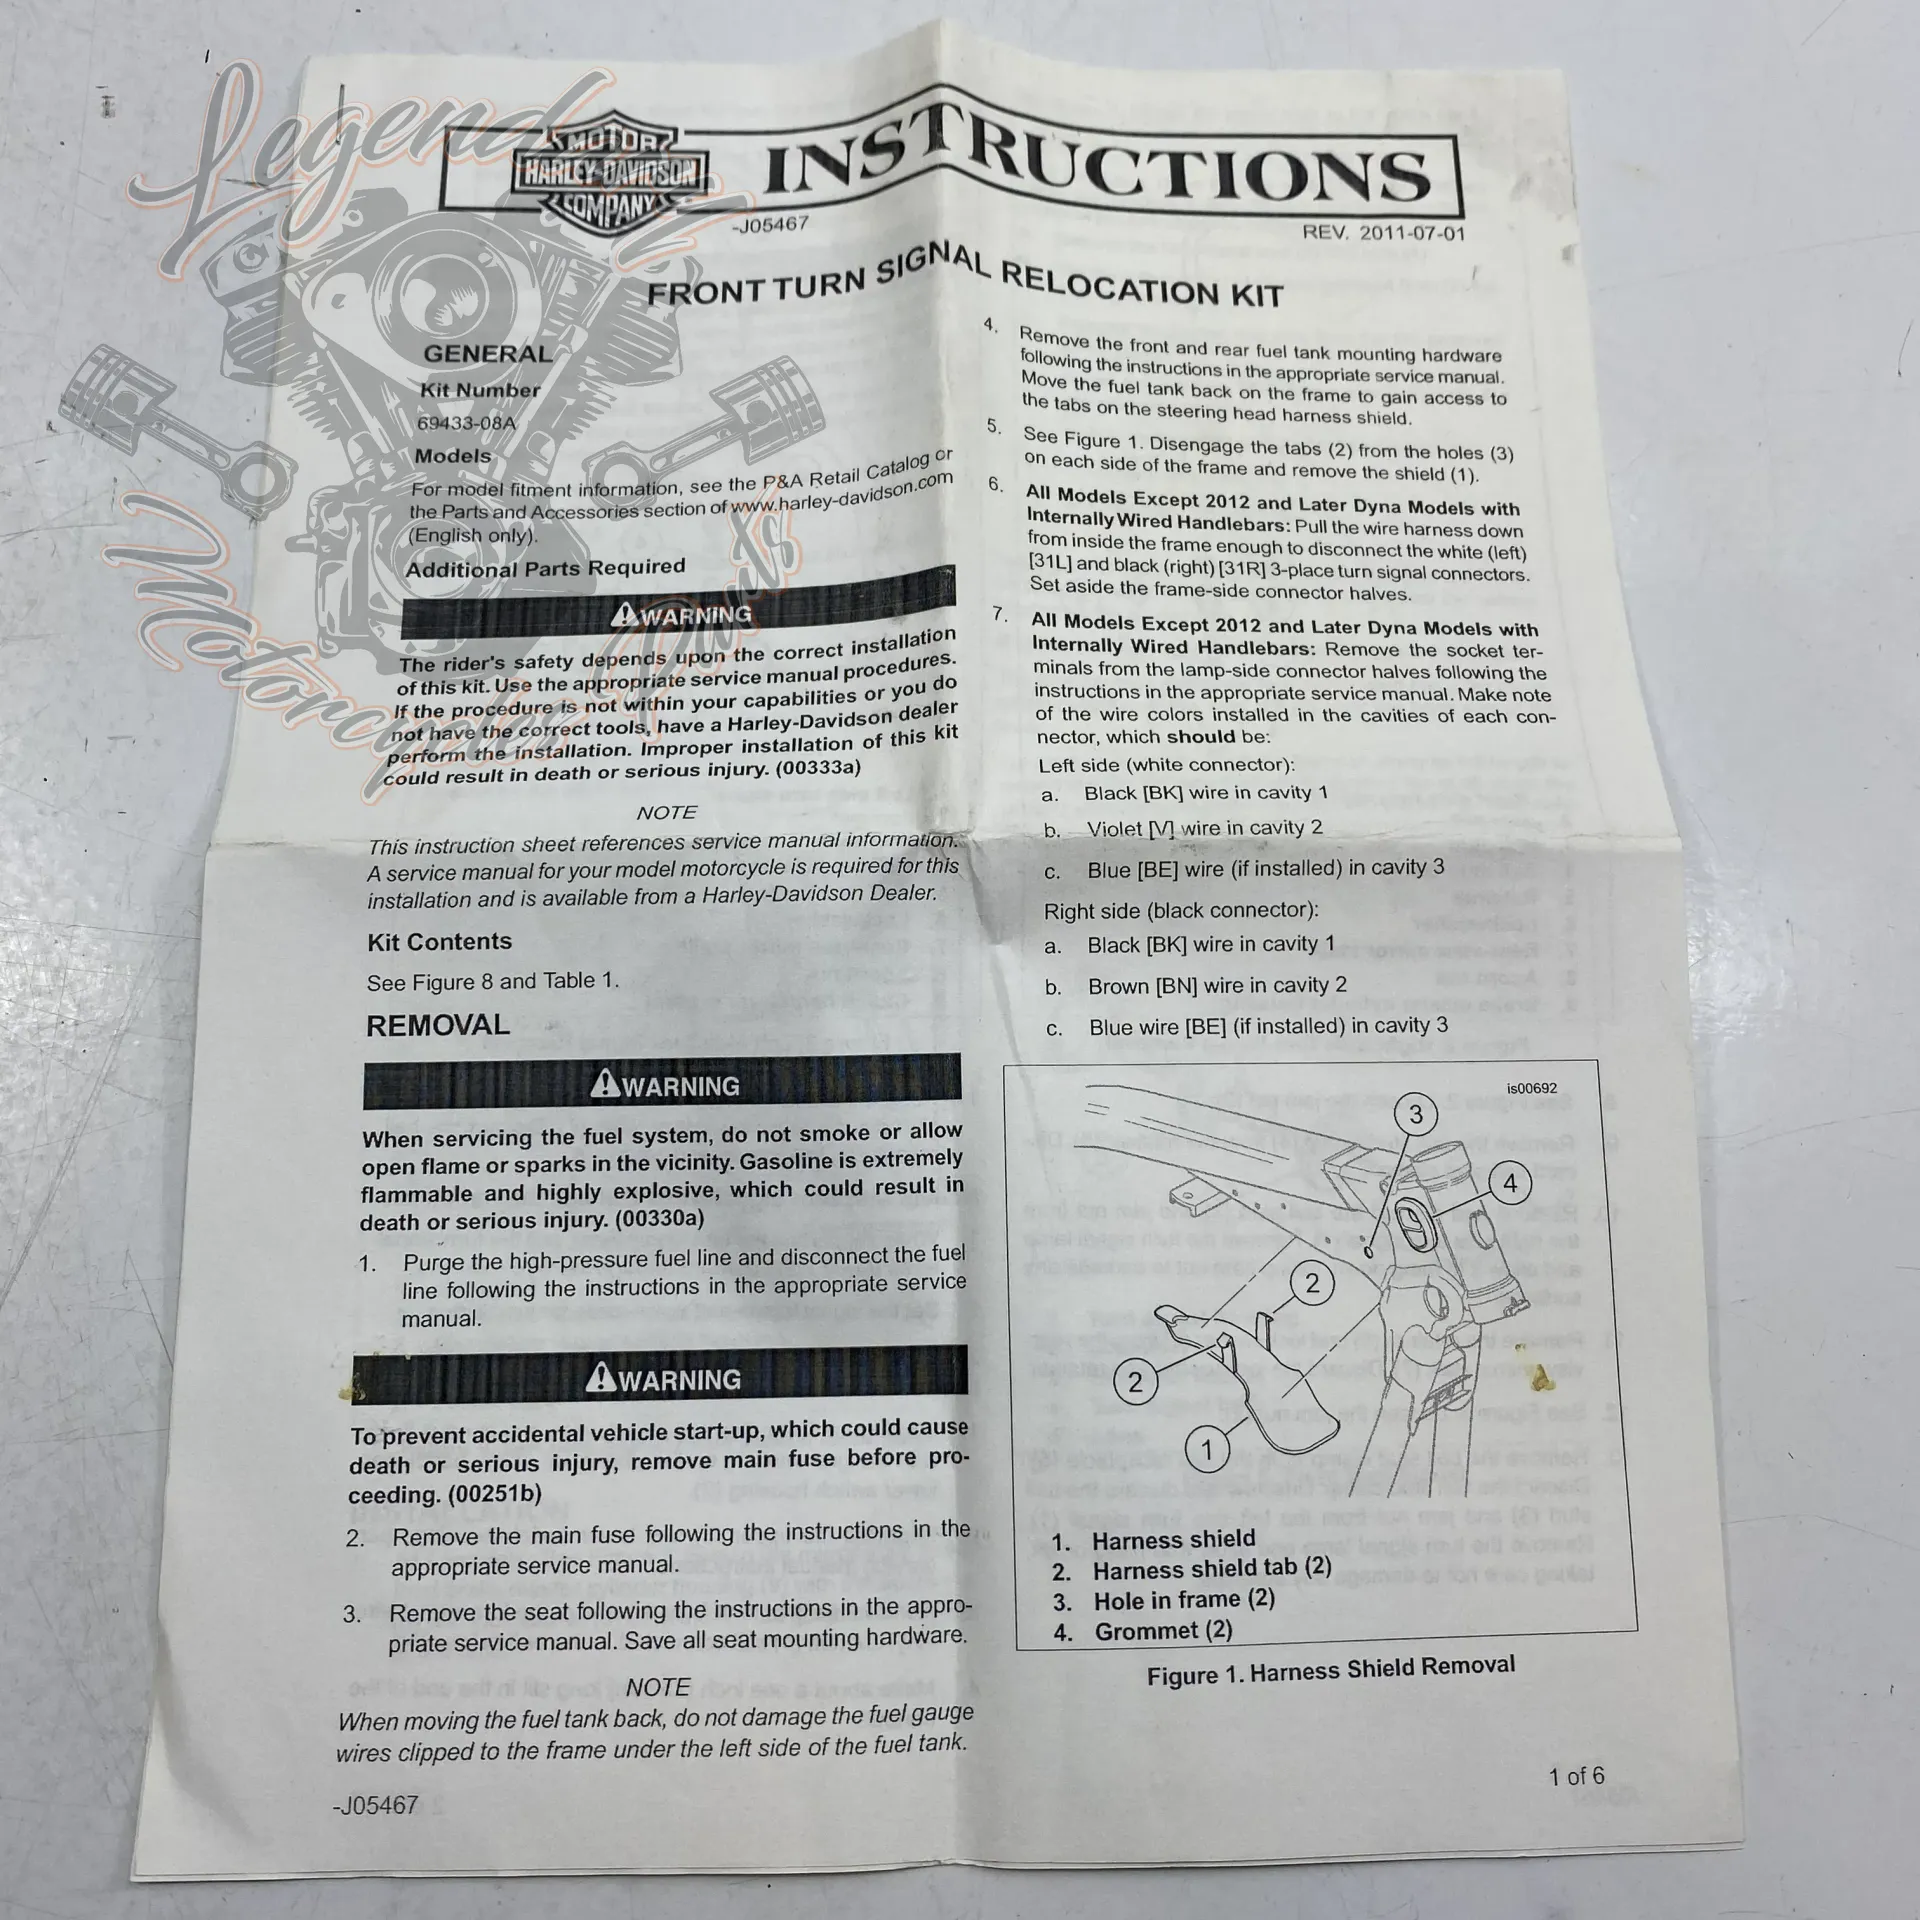 Legend
Z
Motorcycles Parts
MOTOR
HARLEY-DAVIDSON
COMPANY
INSTRUCTIONS
-J05467
REV. 2011-07-01
FRONT TURN SIGNAL RELOCATION KIT
GENERAL
Kit Number
69433-08A
Models
For model fitment information, see the P&A Retail Catalog or
the Parts and Accessories section of www.harley-davidson.com
(English only).
Additional Parts Required
⚠WARNING
The rider's safety depends upon the correct installation
of this kit. Use the appropriate service manual procedures.
If the procedure is not within your capabilities or you do
not have the correct tools, have a Harley-Davidson dealer
perform the installation. Improper installation of this kit
could result in death or serious injury. (00333a)
NOTE
This instruction sheet references service manual information.
A service manual for your model motorcycle is required for this
installation and is available from a Harley-Davidson Dealer.
Kit Contents
See Figure 8 and Table 1.
REMOVAL
⚠WARNING
When servicing the fuel system, do not smoke or allow
open flame or sparks in the vicinity. Gasoline is extremely
flammable and highly explosive, which could result in
death or serious injury. (00330a)
1. Purge the high-pressure fuel line and disconnect the fuel
line following the instructions in the appropriate service
manual.
⚠WARNING
To prevent accidental vehicle start-up, which could cause
death or serious injury, remove main fuse before pro-
ceeding. (00251b)
2. Remove the main fuse following the instructions in the
appropriate service manual.
3. Remove the seat following the instructions in the appro-
priate service manual. Save all seat mounting hardware.
NOTE
When moving the fuel tank back, do not damage the fuel gauge
wires clipped to the frame under the left side of the fuel tank.
4. Remove the front and rear fuel tank mounting hardware
following the instructions in the appropriate service manual.
Move the fuel tank back on the frame to gain access to
the tabs on the steering head harness shield.
5. See Figure 1. Disengage the tabs (2) from the holes (3)
on each side of the frame and remove the shield (1).
6. All Models Except 2012 and Later Dyna Models with
Internally Wired Handlebars: Pull the wire harness down
from inside the frame enough to disconnect the white (left)
[31L] and black (right) [31R] 3-place turn signal connectors.
Set aside the frame-side connector halves.
7. All Models Except 2012 and Later Dyna Models with
Internally Wired Handlebars: Remove the socket ter-
minals from the lamp-side connector halves following the
instructions in the appropriate service manual. Make note
of the wire colors installed in the cavities of each con-
nector, which should be:
Left side (white connector):
a. Black [BK] wire in cavity 1
b. Violet [V] wire in cavity 2
c. Blue [BE] wire (if installed) in cavity 3
Right side (black connector):
a. Black [BK] wire in cavity 1
b. Brown [BN] wire in cavity 2
c. Blue wire [BE] (if installed) in cavity 3
is00692
3
4
2
2
1
1. Harness shield
2. Harness shield tab (2)
3. Hole in frame (2)
4. Grommet (2)
Figure 1. Harness Shield Removal
-J05467
1 of 6